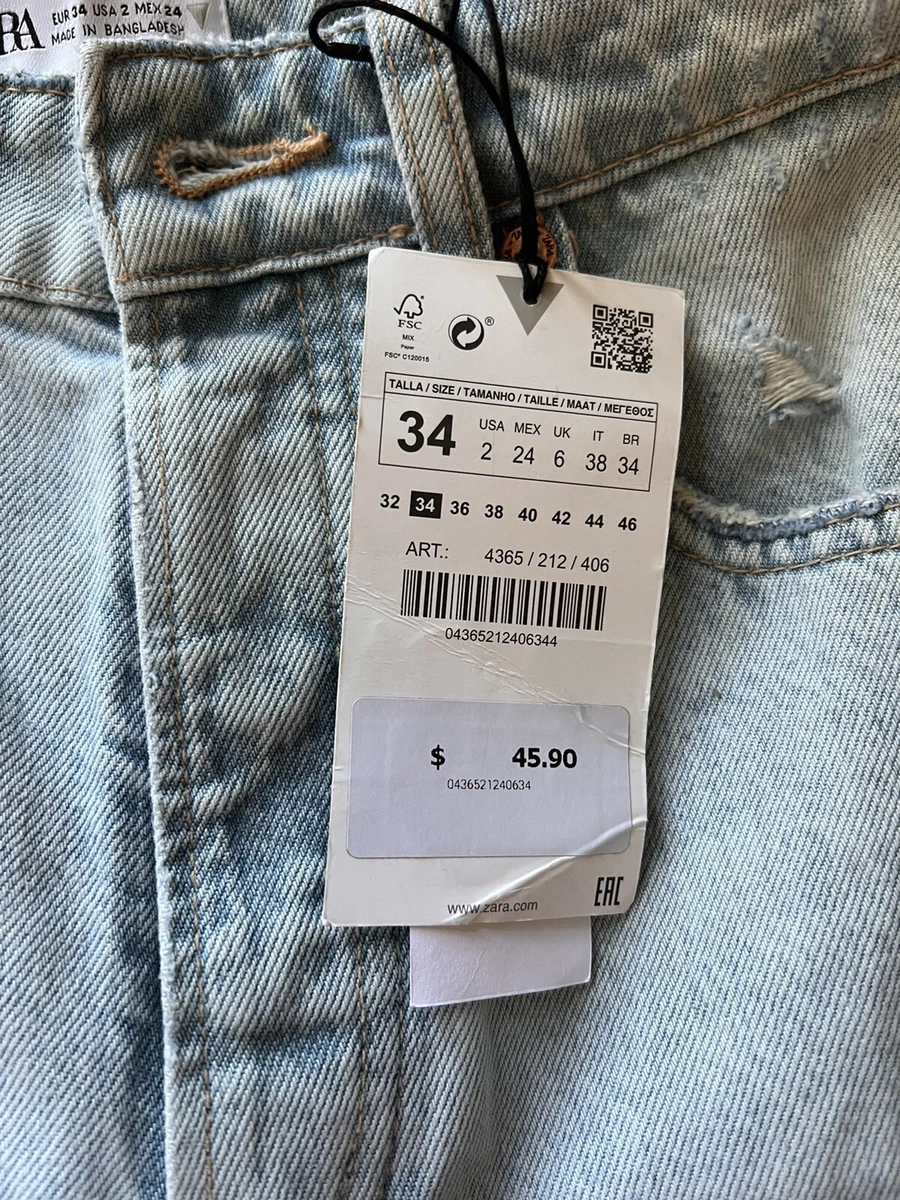 EUR 34 USA 2 MEX 24
MADE IN BANGLADESH
FSC
MIX
Paper
FSC® C120015
®
TALLA / SIZE / TAMANHO / TAILLE / MAAT / ΜΕΓΕΘΟΣ
34 USA MEX UK IT BR
2 24 6 38 34
32 34 36 38 40 42 44 46
ART.: 4365 / 212 / 406
04365212406344
$ 45.90
0436521240634
www.zara.com
EAC